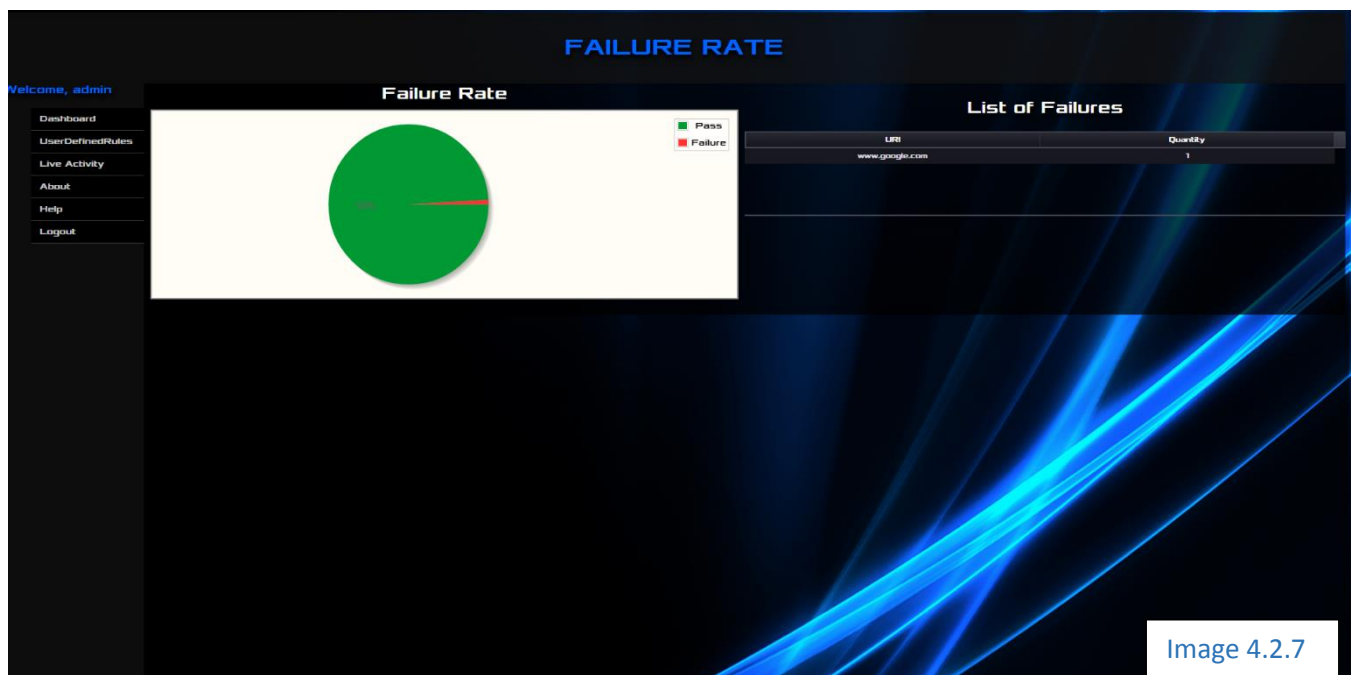 FAILURE RATE
Welcome, admin
Dashboard
UserDefinedRules
Live Activity
About
Help
Logout
Failure Rate
Pass
Failure
List of Failures
URI Quantity
www.google.com 1
Image 4.2.7